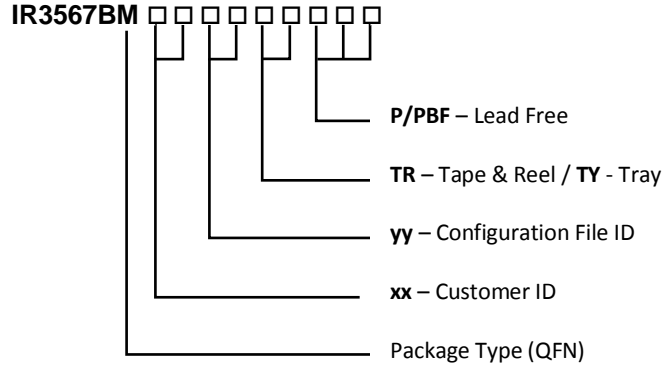 IR3567BM □ □ □ □ □ □ □ □ □
P/PBF – Lead Free
TR – Tape & Reel / TY - Tray
yy – Configuration File ID
xx – Customer ID
Package Type (QFN)